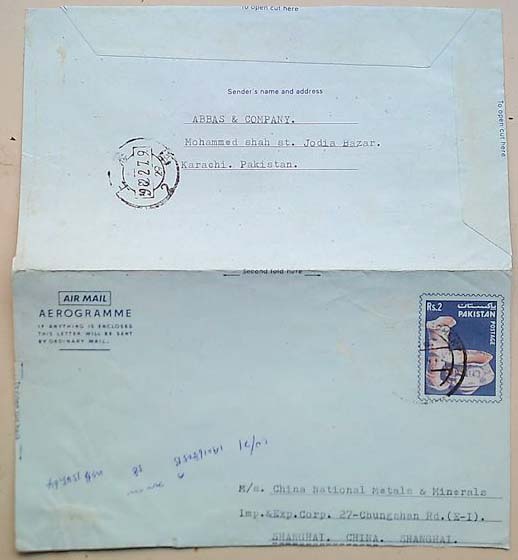 To open cut here
Sender's name and address
ABBAS & COMPANY.
Mohammed shah st. Jodia Bazar.
Karachi. Pakistan.
To open cut here
Second fold here
AIR MAIL
AEROGRAMME
IF ANYTHING IS ENCLOSED
THIS LETTER WILL BE SENT
BY ORDINARY MAIL.
Rs.2
پاکستان
PAKISTAN
POSTAGE
M/s. China National Metals & Minerals
Imp.&Exp.Corp. 27-Chungshan Rd.(E-I).
SHANGHAI. CHINA. SHANGHAI.